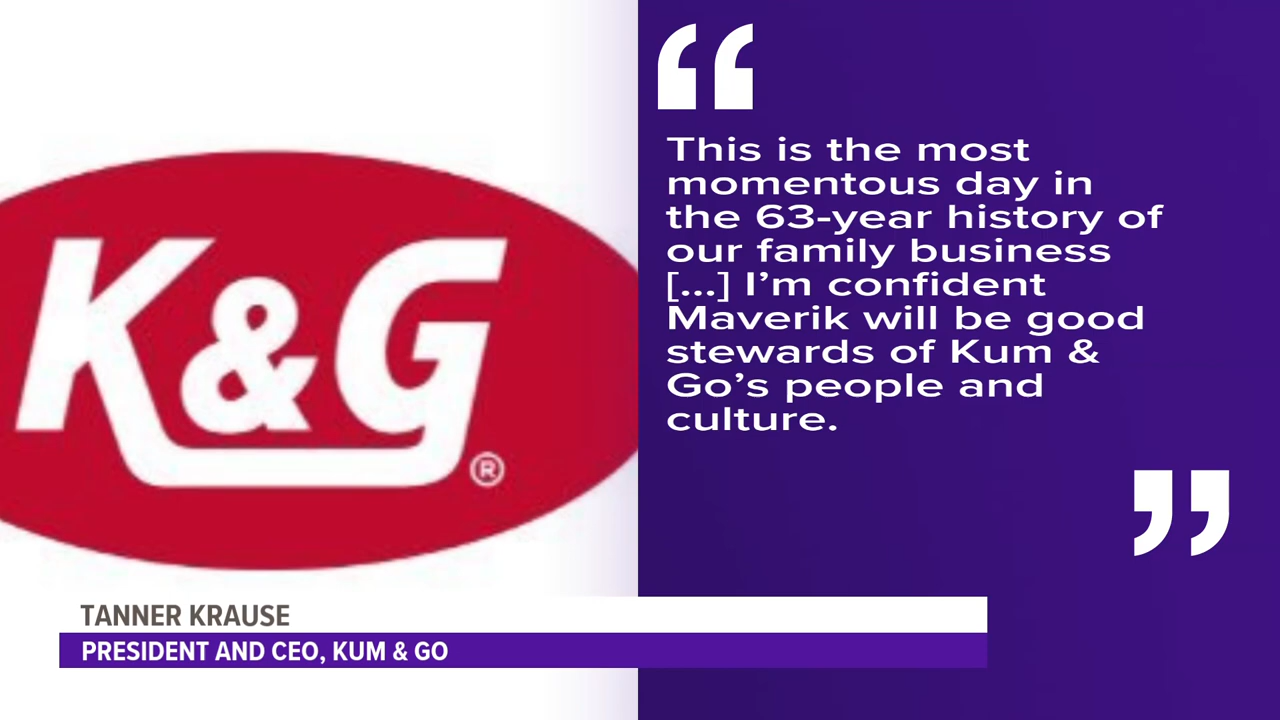 K&G
®
“
This is the most
momentous day in
the 63-year history of
our family business
[...] I’m confident
Maverik will be good
stewards of Kum &
Go’s people and
culture.
”
TANNER KRAUSE
PRESIDENT AND CEO, KUM & GO